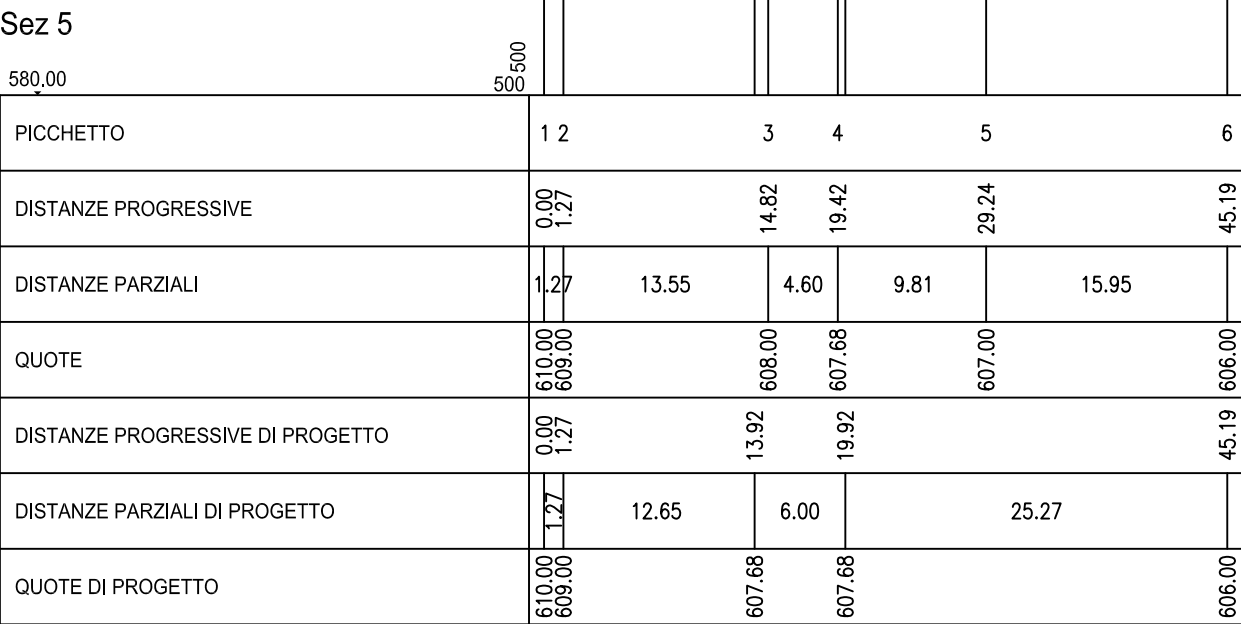 Sez 5
580.00
500 500
PICCHETTO 1 2 3 4 5 6
DISTANZE PROGRESSIVE 0.00 1.27 14.82 19.42 29.24 45.19
DISTANZE PARZIALI 1.27 13.55 4.60 9.81 15.95
QUOTE 610.00 609.00 608.00 607.68 607.00 606.00
DISTANZE PROGRESSIVE DI PROGETTO 0.00 1.27 13.92 19.92 45.19
DISTANZE PARZIALI DI PROGETTO 1.27 12.65 6.00 25.27
QUOTE DI PROGETTO 610.00 609.00 607.68 607.68 606.00